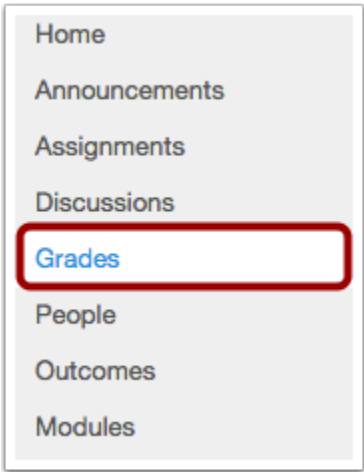 Home
Announcements
Assignments
Discussions
Grades
People
Outcomes
Modules